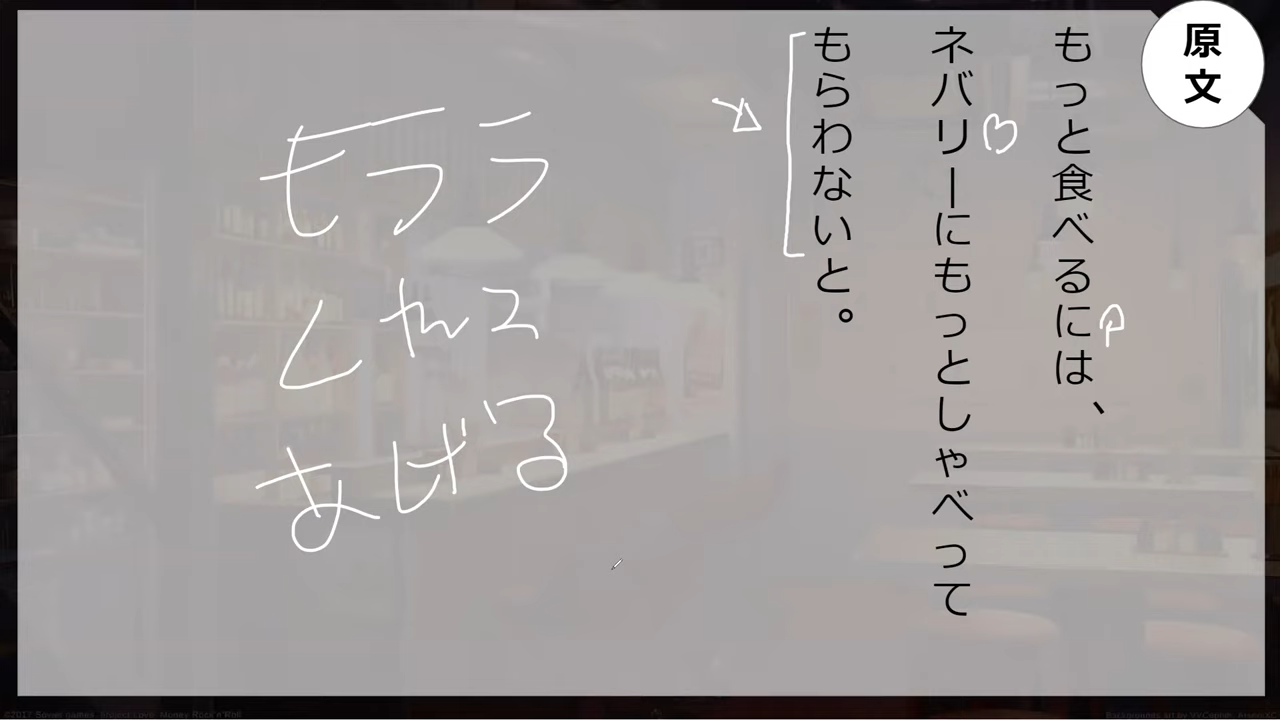 原文
もっと食べるには、
ネバリーにもっとしゃべって
もらわないと。
もらう
くれる
あげる